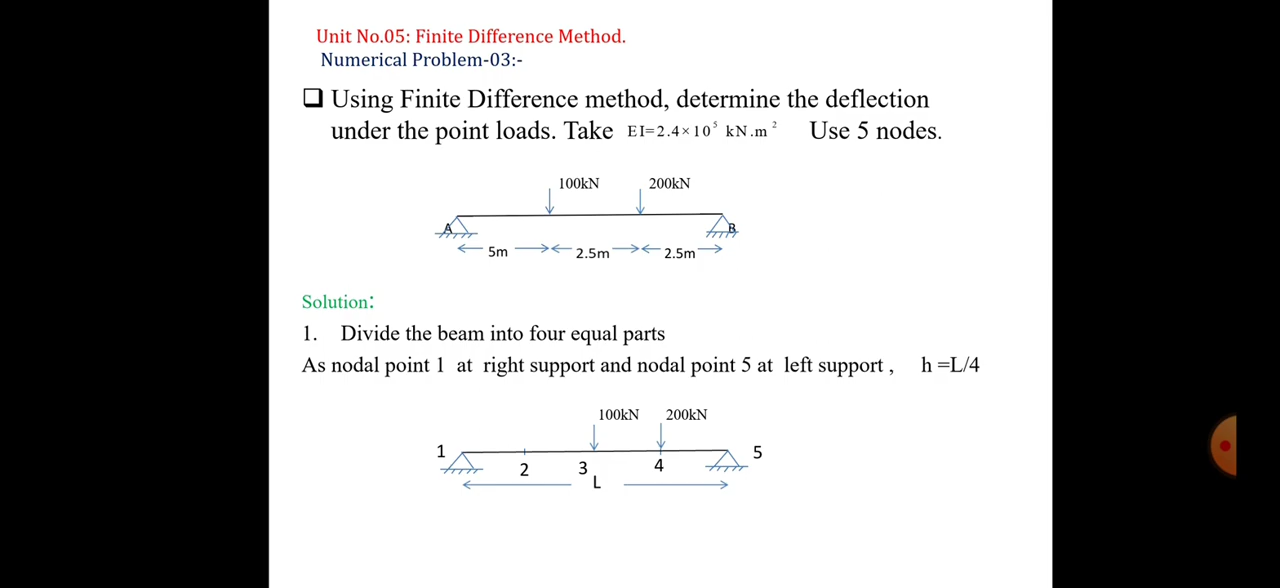 Unit No.05: Finite Difference Method.
Numerical Problem-03:-
❑ Using Finite Difference method, determine the deflection
under the point loads. Take EI=2.4×10⁵ kN.m² Use 5 nodes.
100kN 200kN
A B
5m 2.5m 2.5m
Solution:
1. Divide the beam into four equal parts
As nodal point 1 at right support and nodal point 5 at left support , h =L/4
100kN 200kN
1 5
2 3 4
L